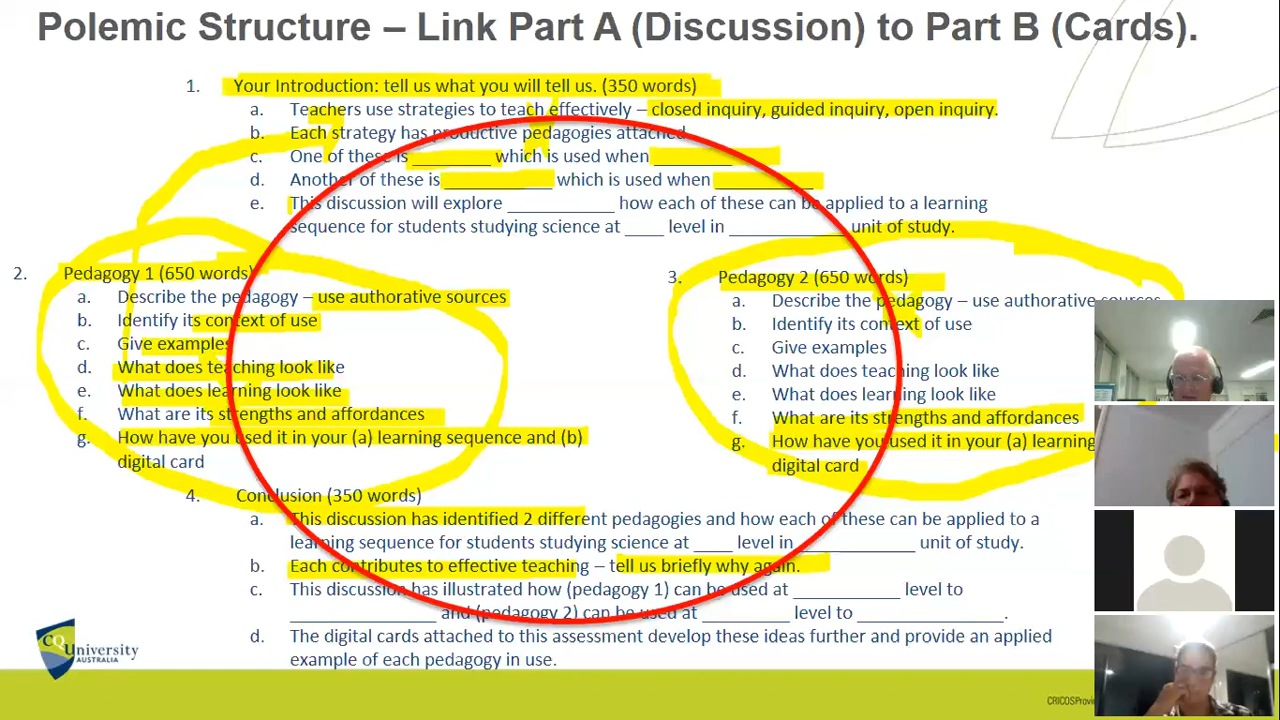 Polemic Structure – Link Part A (Discussion) to Part B (Cards).
1. Your Introduction: tell us what you will tell us. (350 words)
a. Teachers use strategies to teach effectively – closed inquiry, guided inquiry, open inquiry.
b. Each strategy has productive pedagogies attached
c. One of these is __________ which is used when __________
d. Another of these is ____________ which is used when ___________
e. This discussion will explore ___________ how each of these can be applied to a learning
sequence for students studying science at ____ level in ____________ unit of study.
2. Pedagogy 1 (650 words)
a. Describe the pedagogy – use authorative sources
b. Identify its context of use
c. Give examples
d. What does teaching look like
e. What does learning look like
f. What are its strengths and affordances
g. How have you used it in your (a) learning sequence and (b)
digital card
3. Pedagogy 2 (650 words)
a. Describe the pedagogy – use authorative sources
b. Identify its context of use
c. Give examples
d. What does teaching look like
e. What does learning look like
f. What are its strengths and affordances
g. How have you used it in your (a) learning
digital card
4. Conclusion (350 words)
a. This discussion has identified 2 different pedagogies and how each of these can be applied to a
learning sequence for students studying science at ____ level in ____________ unit of study.
b. Each contributes to effective teaching – tell us briefly why again.
c. This discussion has illustrated how (pedagogy 1) can be used at ___________ level to
_______________ and (pedagogy 2) can be used at _________ level to _______________.
d. The digital cards attached to this assessment develop these ideas further and provide an applied
example of each pedagogy in use.
CQUniversity
AUSTRALIA
CRICOS